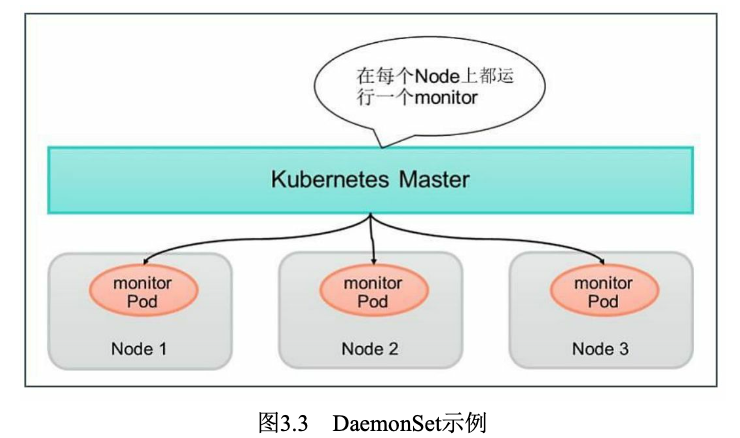 在每个Node上都运
行一个monitor
Kubernetes Master
monitor
Pod
Node 1
monitor
Pod
Node 2
monitor
Pod
Node 3
图3.3 DaemonSet示例